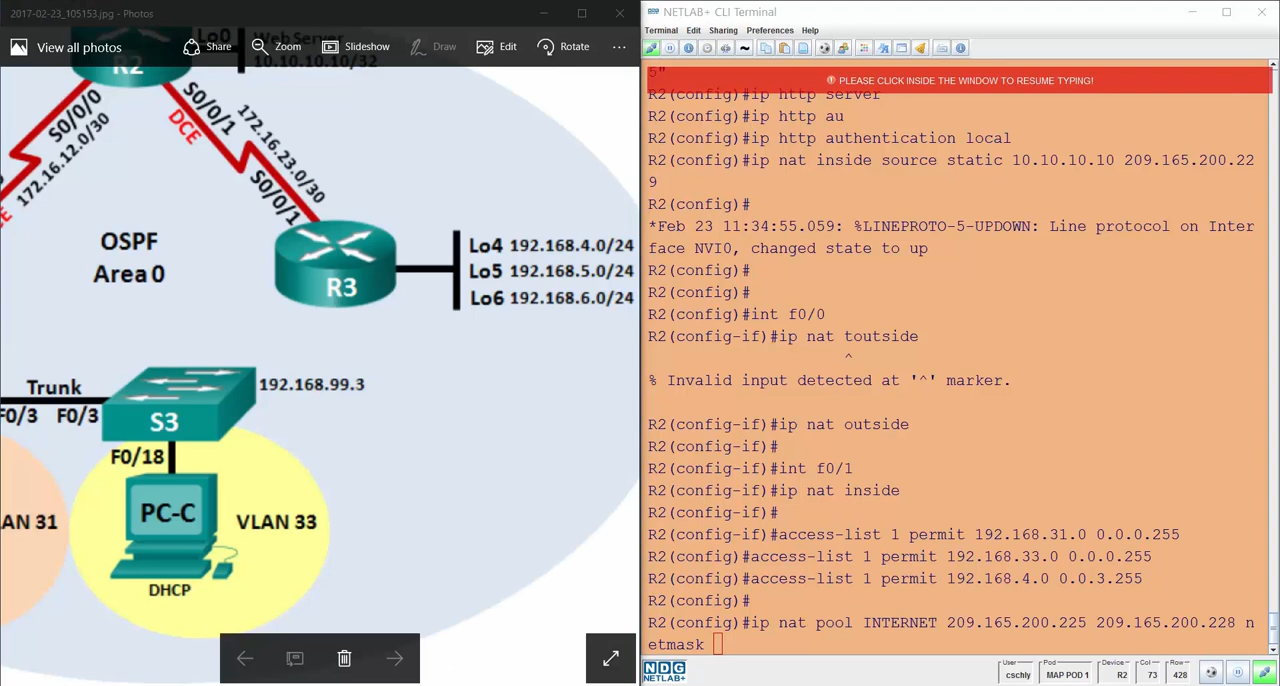 2017-02-23_105153.jpg - Photos
View all photos
Share
Zoom
Slideshow
Draw
Edit
Rotate
R2
Lo0
Web Server
10.10.10.10/32
S0/0/0
172.16.12.0/30
S0/0/1
DCE
172.16.23.0/30
S0/0/1
OSPF
Area 0
R3
Lo4 192.168.4.0/24
Lo5 192.168.5.0/24
Lo6 192.168.6.0/24
Trunk
F0/3 F0/3
S3
192.168.99.3
F0/18
PC-C
VLAN 33
AN 31
DHCP
NETLAB+ CLI Terminal
Terminal Edit Sharing Preferences Help
5"
PLEASE CLICK INSIDE THE WINDOW TO RESUME TYPING!
R2(config)#ip http server
R2(config)#ip http au
R2(config)#ip http authentication local
R2(config)#ip nat inside source static 10.10.10.10 209.165.200.22
9
R2(config)#
*Feb 23 11:34:55.059: %LINEPROTO-5-UPDOWN: Line protocol on Inter
face NVI0, changed state to up
R2(config)#
R2(config)#
R2(config)#int f0/0
R2(config-if)#ip nat toutside
^
% Invalid input detected at '^' marker.
R2(config-if)#ip nat outside
R2(config-if)#
R2(config-if)#int f0/1
R2(config-if)#ip nat inside
R2(config-if)#
R2(config-if)#access-list 1 permit 192.168.31.0 0.0.0.255
R2(config)#access-list 1 permit 192.168.33.0 0.0.0.255
R2(config)#access-list 1 permit 192.168.4.0 0.0.3.255
R2(config)#
R2(config)#ip nat pool INTERNET 209.165.200.225 209.165.200.228 n
etmask
NDG
NETLAB+
User
cschly
Pod
MAP POD 1
Device
R2
Col
73
Row
428